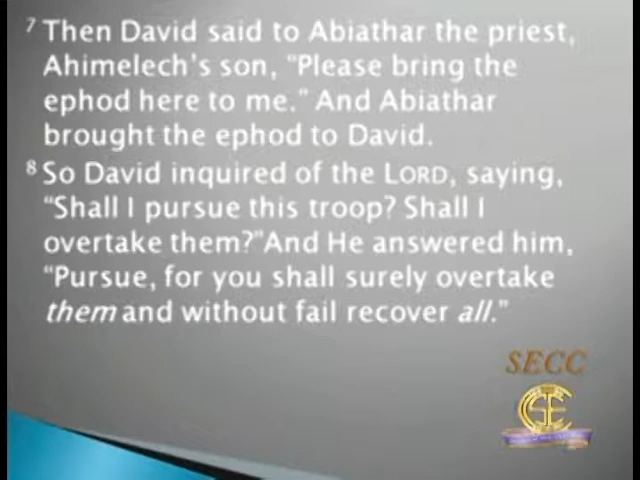 7 Then David said to Abiathar the priest,
Ahimelech's son, "Please bring the
ephod here to me." And Abiathar
brought the ephod to David.
8 So David inquired of the LORD, saying,
"Shall I pursue this troop? Shall I
overtake them?"And He answered him,
"Pursue, for you shall surely overtake
them and without fail recover all."
SECC